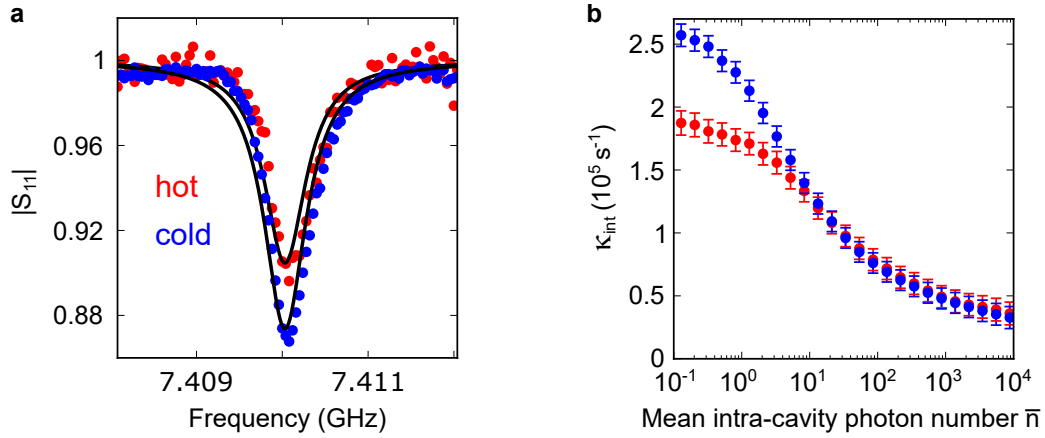 a
|S₁₁|
1
0.96
0.92
0.88
hot
cold
7.409
7.411
Frequency (GHz)
b
κᵢₙₜ (10⁵ s⁻¹)
2.5
2
1.5
1
0.5
0
10⁻¹
10⁰
10¹
10²
10³
10⁴
Mean intra-cavity photon number n̅